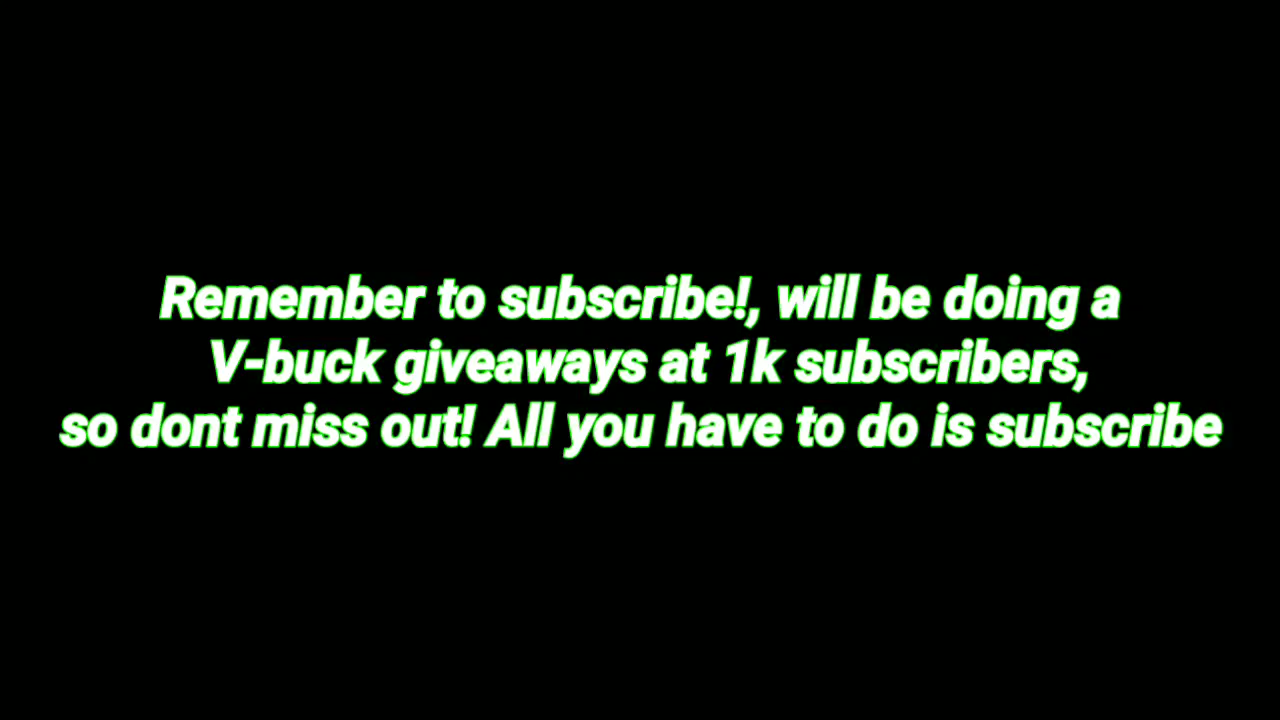 Remember to subscribe!, will be doing a
V-buck giveaways at 1k subscribers,
so dont miss out! All you have to do is subscribe